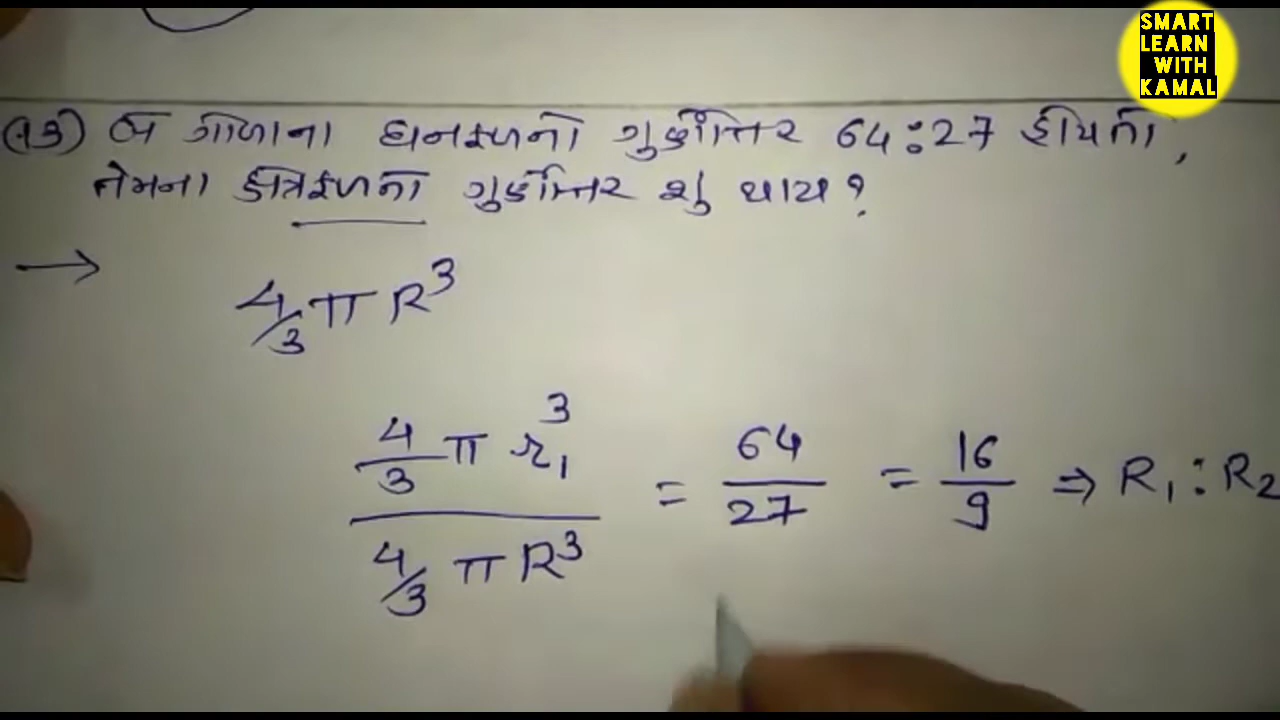 SMART
LEARN
WITH
KAMAL
(13) બે ગોળાના ઘનફળનો ગુણોત્તર 64:27 હોય તો,
તેમના ક્ષેત્રફળનો ગુણોત્તર શું થાય?
→
4/3 π R³
4/3 π r₁³ / 4/3 π R³ = 64/27 = 16/9 ⇒ R₁ : R₂